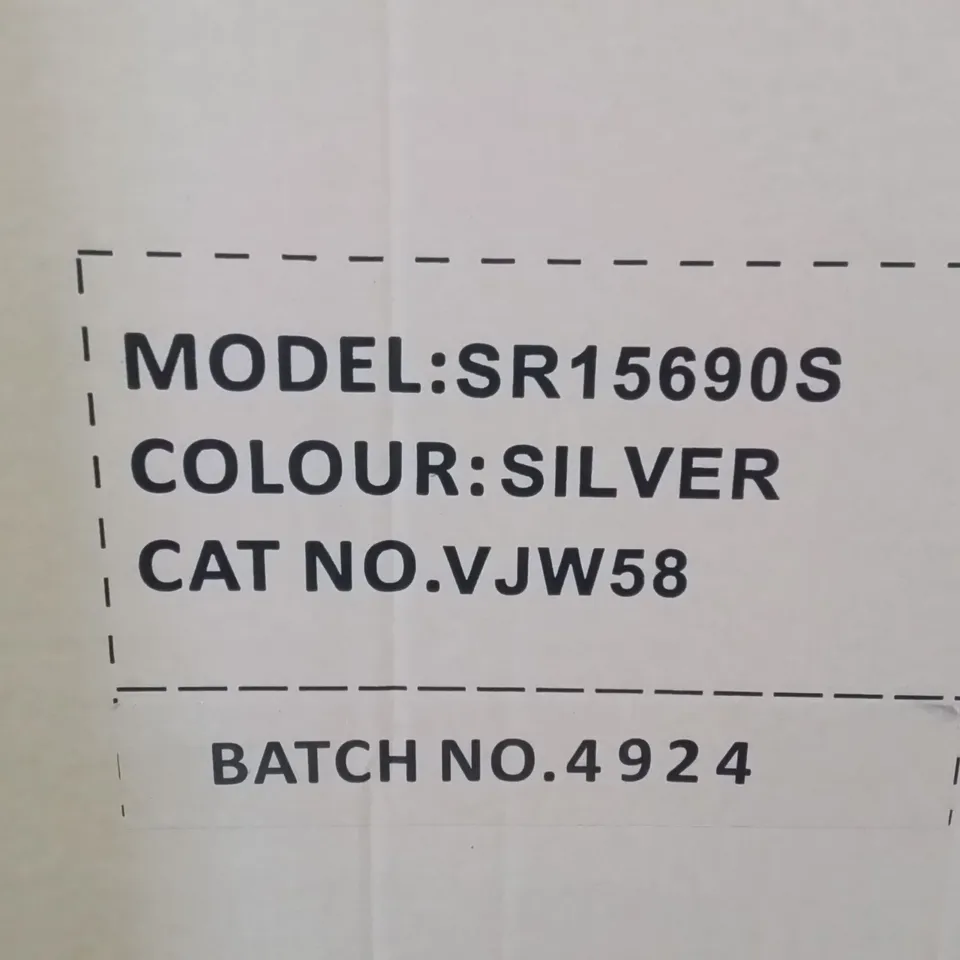 MODEL:SR15690S
COLOUR:SILVER
CAT NO.VJW58
BATCH NO.4924